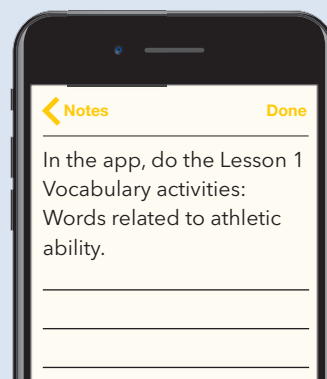 Notes Done
In the app, do the Lesson 1
Vocabulary activities:
Words related to athletic
ability.